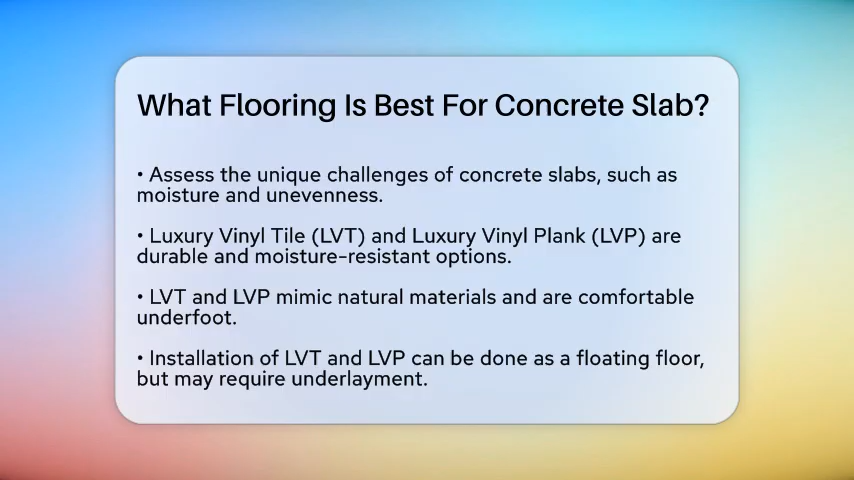 What Flooring Is Best For Concrete Slab?
• Assess the unique challenges of concrete slabs, such as
moisture and unevenness.
• Luxury Vinyl Tile (LVT) and Luxury Vinyl Plank (LVP) are
durable and moisture-resistant options.
• LVT and LVP mimic natural materials and are comfortable
underfoot.
• Installation of LVT and LVP can be done as a floating floor,
but may require underlayment.